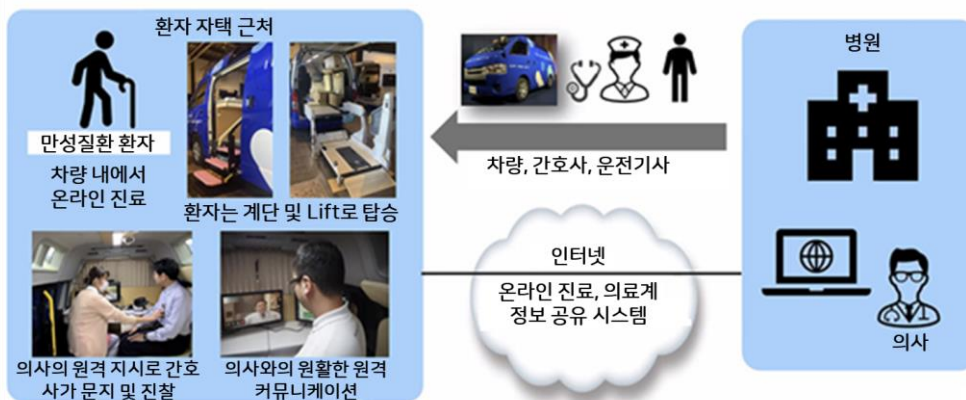 환자 자택 근처
만성질환 환자
차량 내에서
온라인 진료
환자는 계단 및 Lift로 탑승
의사의 원격 지시로 간호
사가 문지 및 진찰
의사와의 원활한 원격
커뮤니케이션
차량, 간호사, 운전기사
인터넷
온라인 진료, 의료계
정보 공유 시스템
병원
의사